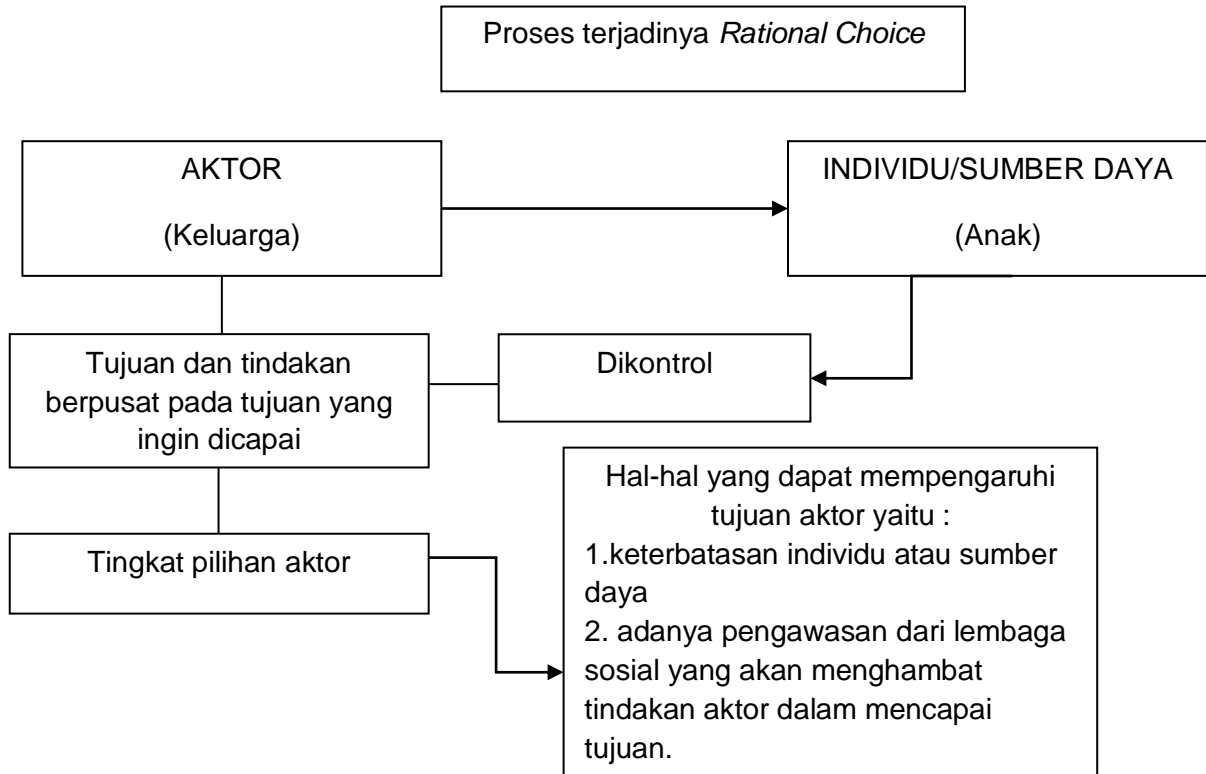 Proses terjadinya Rational Choice
AKTOR
(Keluarga)
INDIVIDU/SUMBER DAYA
(Anak)
Tujuan dan tindakan
berpusat pada tujuan yang
ingin dicapai
Dikontrol
Tingkat pilihan aktor
Hal-hal yang dapat mempengaruhi
tujuan aktor yaitu :
1.keterbatasan individu atau sumber
daya
2. adanya pengawasan dari lembaga
sosial yang akan menghambat
tindakan aktor dalam mencapai
tujuan.